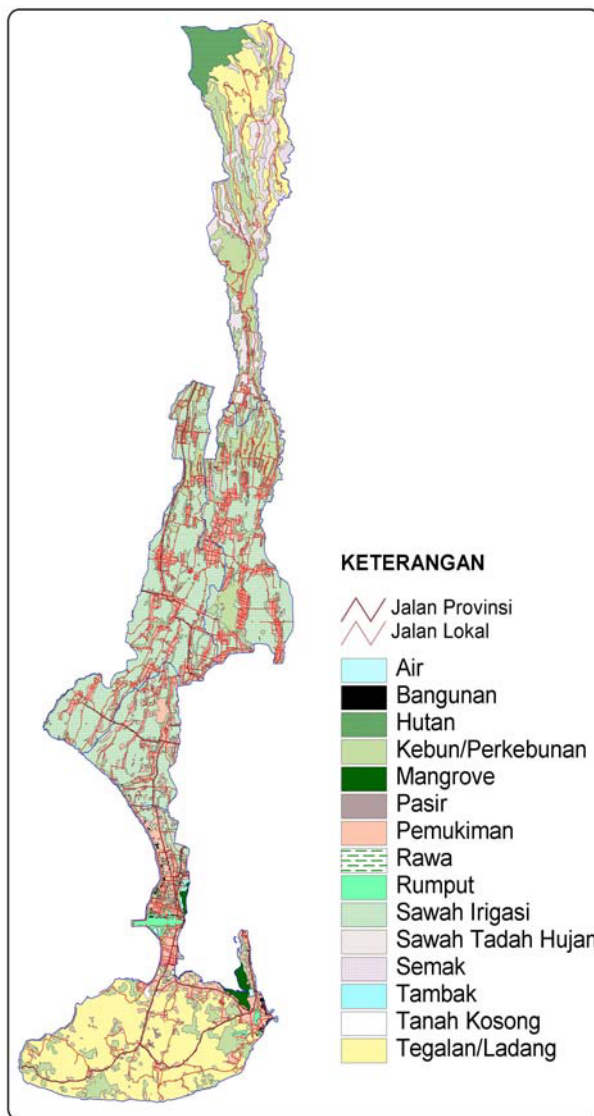 KETERANGAN
Jalan Provinsi
Jalan Lokal
Air
Bangunan
Hutan
Kebun/Perkebunan
Mangrove
Pasir
Pemukiman
Rawa
Rumput
Sawah Irigasi
Sawah Tadah Hujan
Semak
Tambak
Tanah Kosong
Tegalan/Ladang